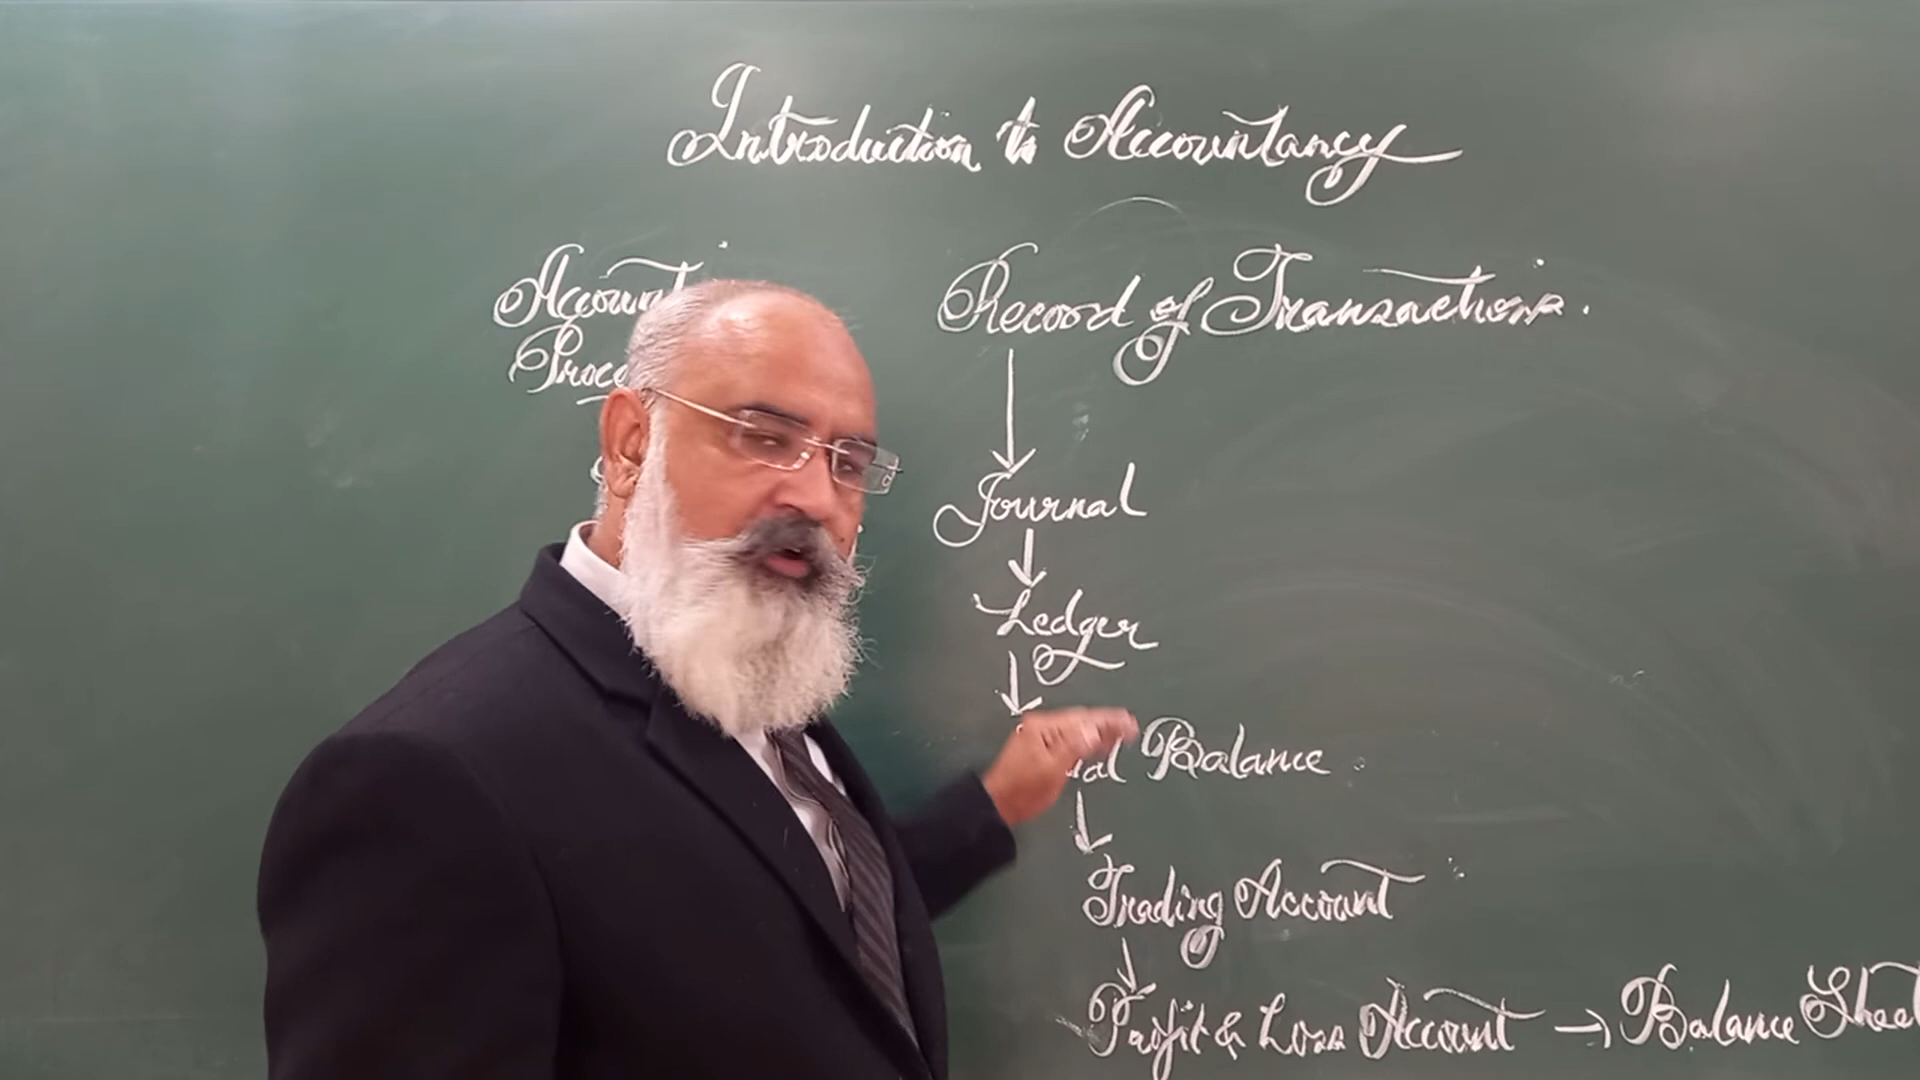 Introduction to Accountancy
Record of Transactions.
Journal
Ledger
Balance
Trading Account
Profit & Loss Account → Balance Sheet